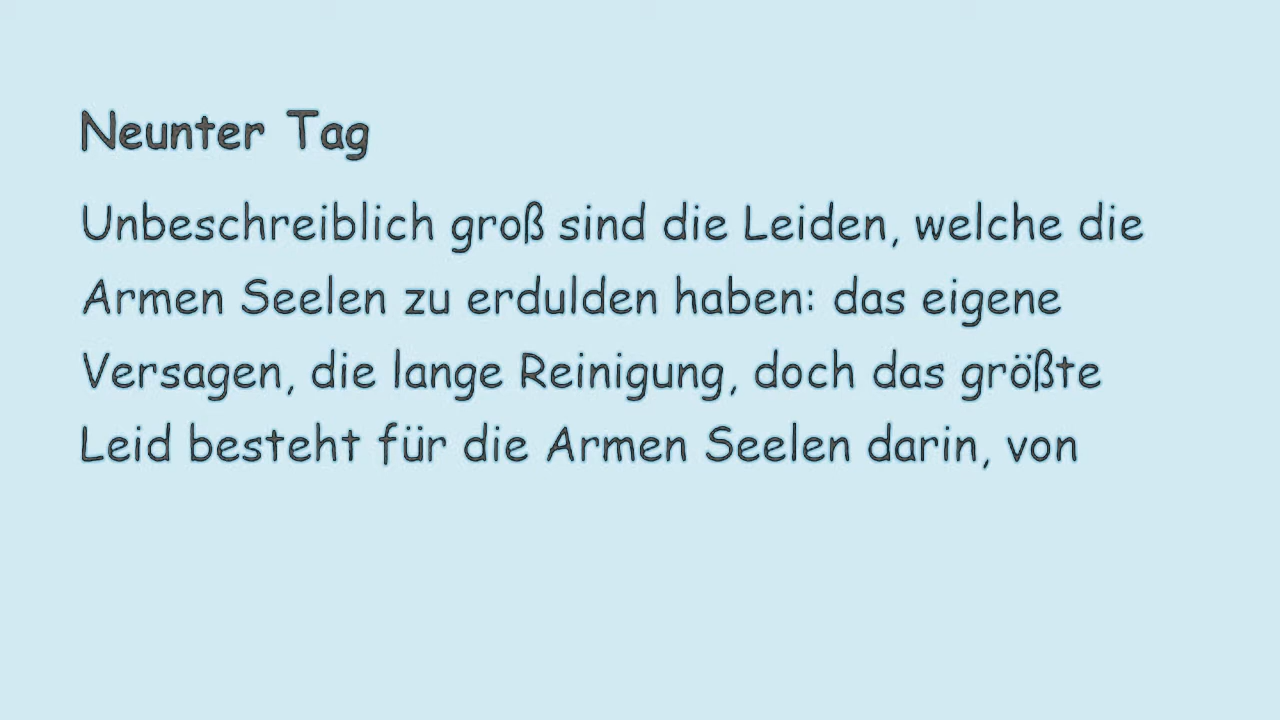 Neunter Tag
Unbeschreiblich groß sind die Leiden, welche die
Armen Seelen zu erdulden haben: das eigene
Versagen, die lange Reinigung, doch das größte
Leid besteht für die Armen Seelen darin, von